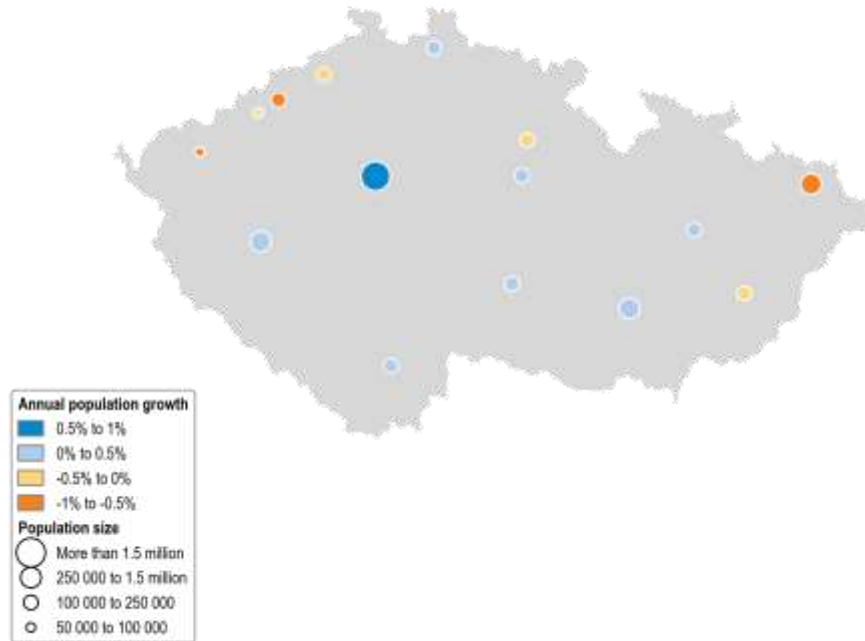 Annual population growth
0.5% to 1%
0% to 0.5%
-0.5% to 0%
-1% to -0.5%
Population size
More than 1.5 million
250 000 to 1.5 million
100 000 to 250 000
50 000 to 100 000